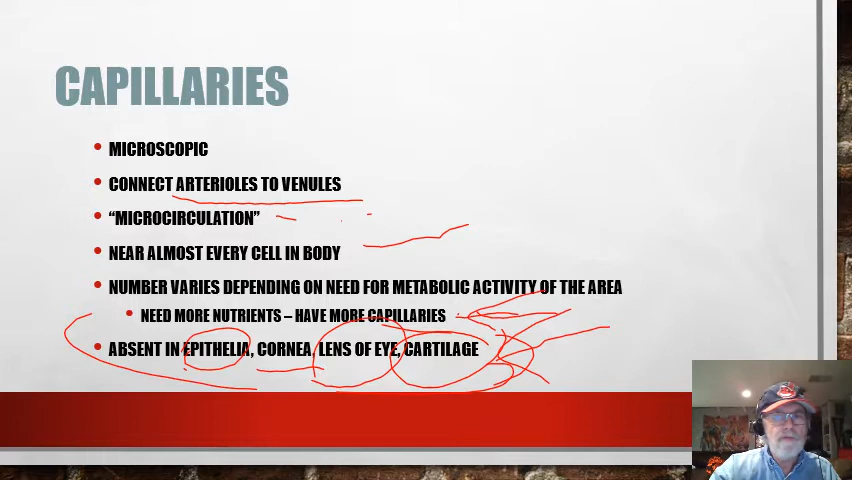 CAPILLARIES
• MICROSCOPIC
• CONNECT ARTERIOLES TO VENULES
• “MICROCIRCULATION”
• NEAR ALMOST EVERY CELL IN BODY
• NUMBER VARIES DEPENDING ON NEED FOR METABOLIC ACTIVITY OF THE AREA
• NEED MORE NUTRIENTS – HAVE MORE CAPILLARIES
• ABSENT IN EPITHELIA, CORNEA, LENS OF EYE, CARTILAGE